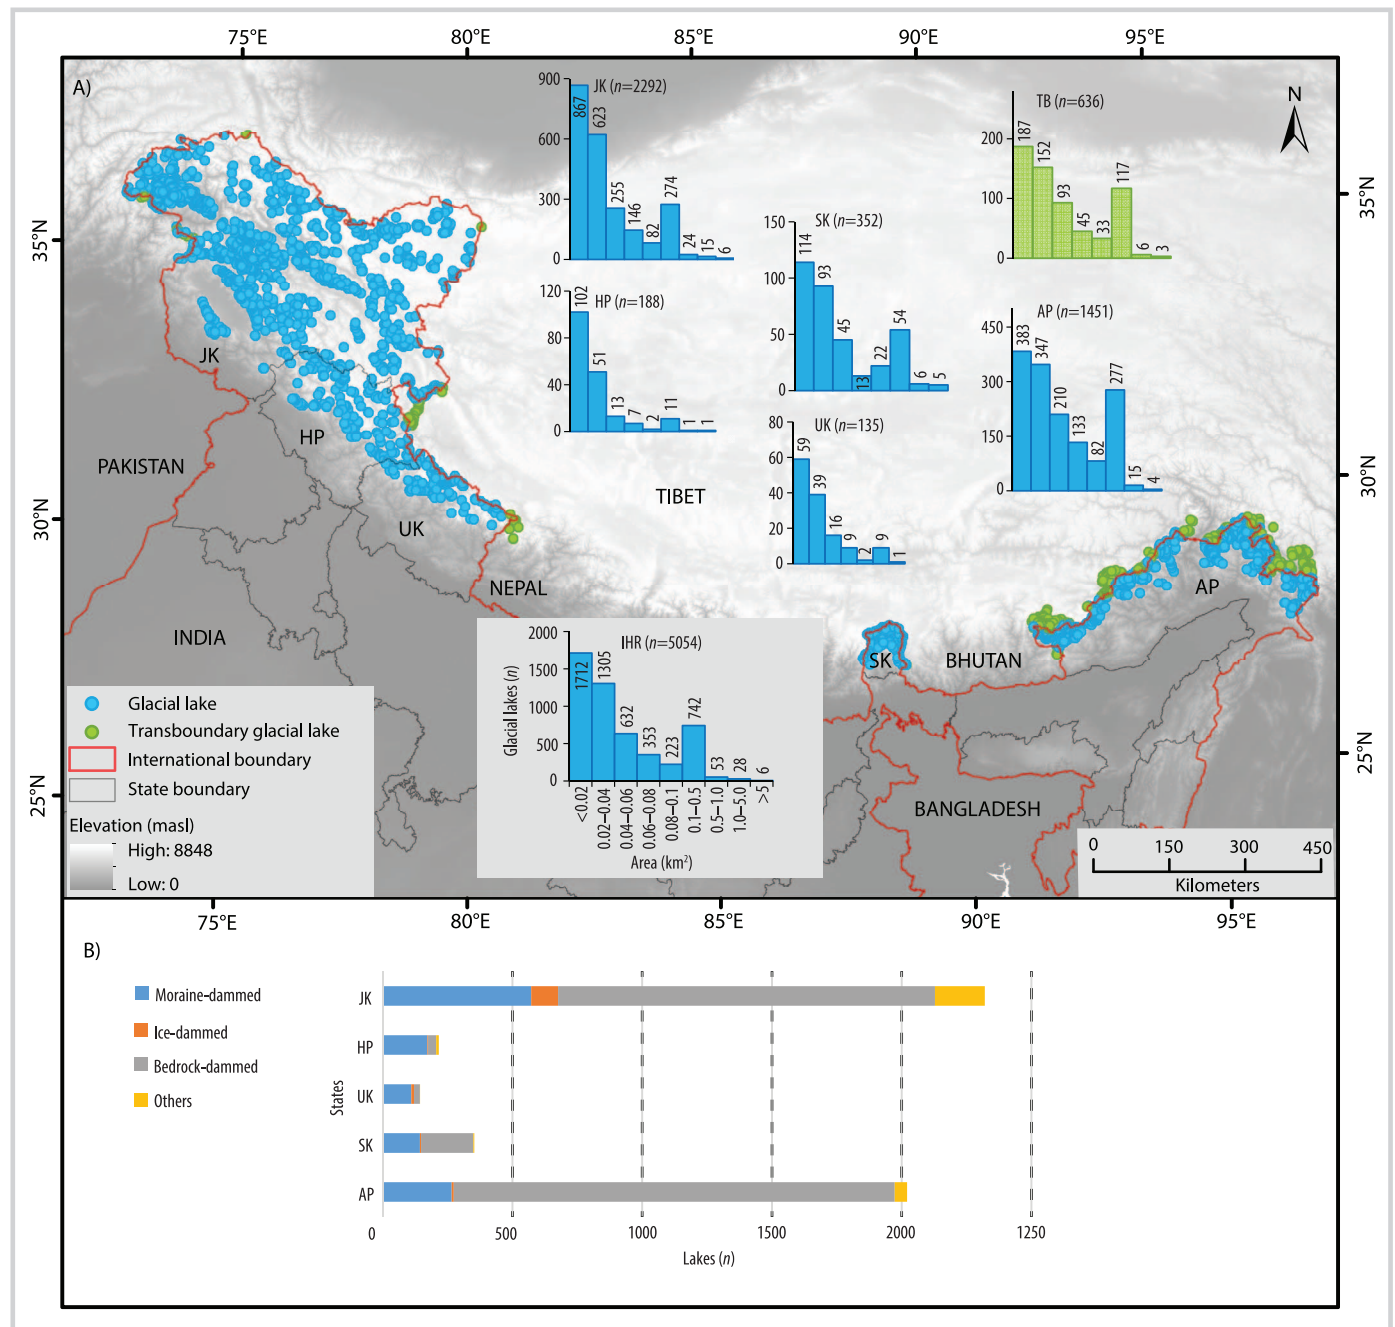 75°E 80°E 85°E 90°E 95°E
A)
N
35°N
30°N
25°N
35°N
30°N
25°N
JK (n=2292)
900
600
300
0
867 623 255 146 82 274 24 15 6
TB (n=636)
200
100
0
187 152 93 45 33 117 6 3
SK (n=352)
150
100
50
0
114 93 45 13 22 54 6 5
HP (n=188)
120
80
40
0
102 51 13 7 2 11 1 1
AP (n=1451)
450
300
150
0
383 347 210 133 82 277 15 4
UK (n=135)
80
60
40
20
0
59 39 16 9 2 9 1
JK
HP
PAKISTAN
UK
TIBET
NEPAL
INDIA
SK
BHUTAN
AP
BANGLADESH
IHR (n=5054)
Glacial lakes (n)
2000
1500
1000
500
0
1712 1305 632 353 223 742 53 28 6
<0.02 0.02–0.04 0.04–0.06 0.06–0.08 0.08–0.1 0.1–0.5 0.5–1.0 1.0–5.0 >5
Area (km²)
Glacial lake
Transboundary glacial lake
International boundary
State boundary
Elevation (masl)
High: 8848
Low: 0
0 150 300 450
Kilometers
75°E 80°E 85°E 90°E 95°E
B)
Moraine-dammed
Ice-dammed
Bedrock-dammed
Others
States
JK
HP
UK
SK
AP
0 500 1000 1500 2000 1250
Lakes (n)